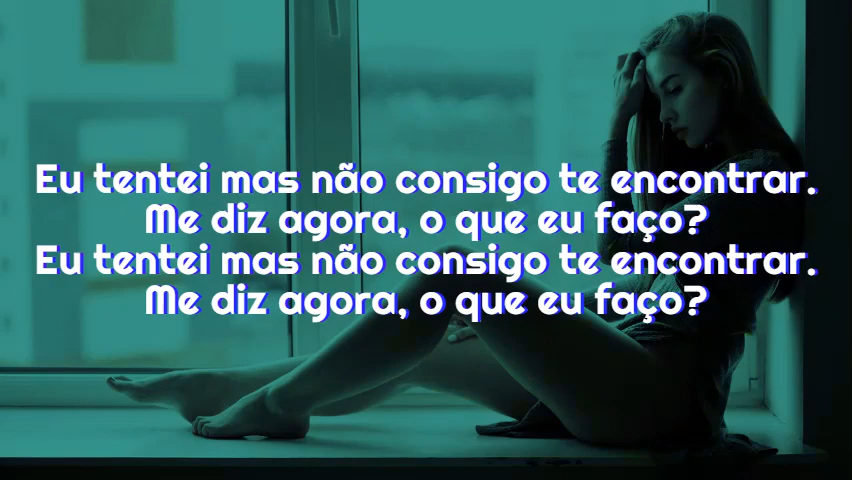 Eu tentei mas não consigo te encontrar.
Me diz agora, o que eu faço?
Eu tentei mas não consigo te encontrar.
Me diz agora, o que eu faço?